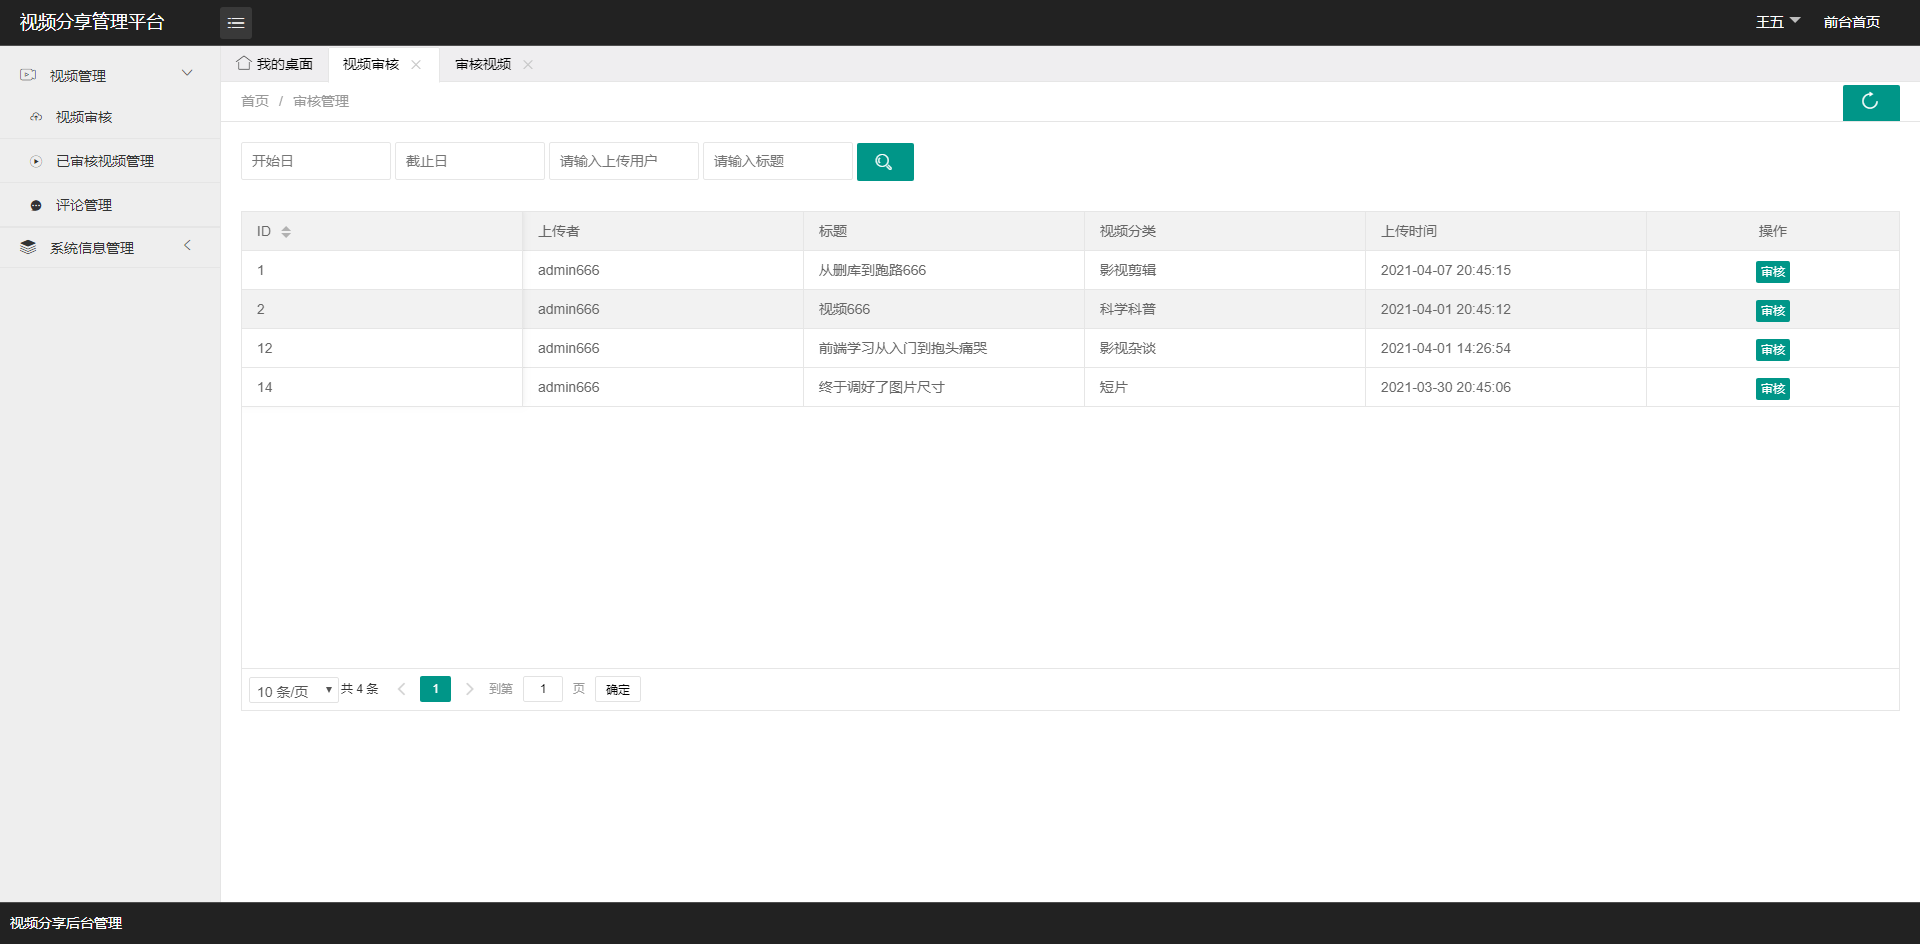 视频分享管理平台
王五 前台首页
视频管理
视频审核
已审核视频管理
评论管理
系统信息管理
我的桌面 视频审核 审核视频
首页 / 审核管理
开始日 截止日 请输入上传用户 请输入标题
ID 上传者 标题 视频分类 上传时间 操作
1 admin666 从删库到跑路666 影视剪辑 2021-04-07 20:45:15 审核
2 admin666 视频666 科学科普 2021-04-01 20:45:12 审核
12 admin666 前端学习从入门到抱头痛哭 影视杂谈 2021-04-01 14:26:54 审核
14 admin666 终于调好了图片尺寸 短片 2021-03-30 20:45:06 审核
10 条/页 共 4 条 1 到第 1 页 确定
视频分享后台管理